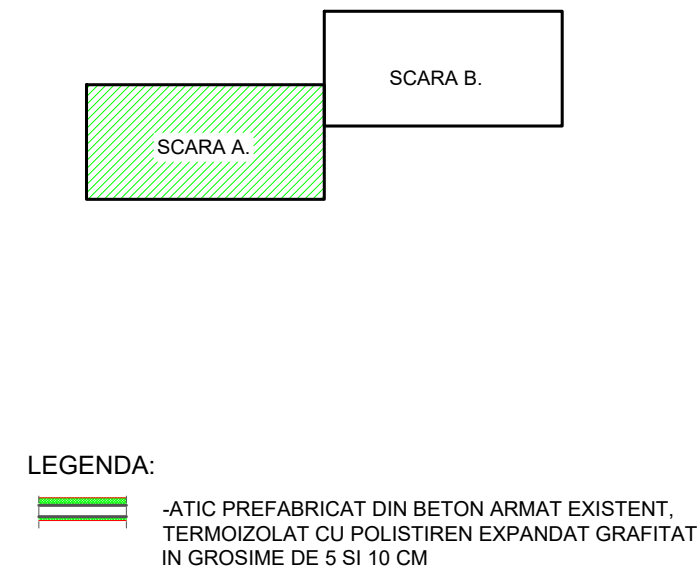 SCARA B.
SCARA A.
LEGENDA:
-ATIC PREFABRICAT DIN BETON ARMAT EXISTENT,
TERMOIZOLAT CU POLISTIREN EXPANDAT GRAFITAT
IN GROSIME DE 5 SI 10 CM